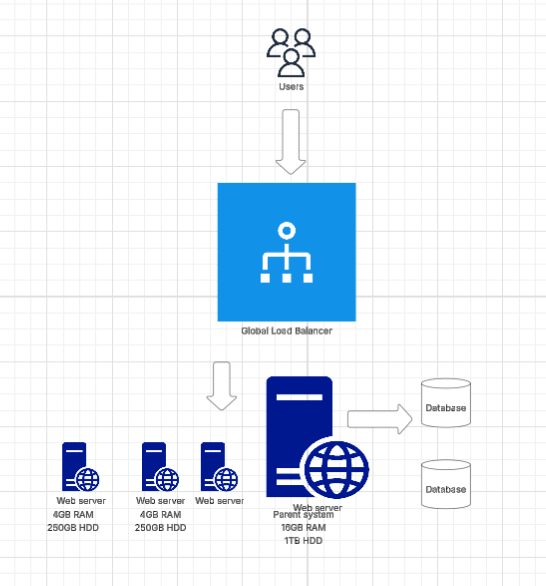 Users
Global Load Balancer
Database
Database
Web server
4GB RAM
250GB HDD
Web server
4GB RAM
250GB HDD
Web server
Web server
Parent system
16GB RAM
1TB HDD